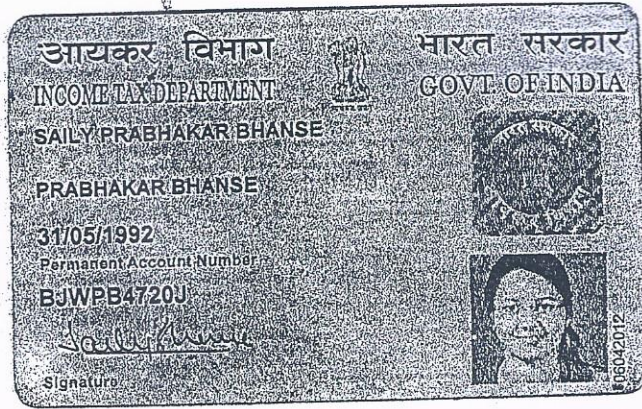 आयकर विभाग
भारत सरकार
INCOME TAX DEPARTMENT
GOVT. OF INDIA
SAILY PRABHAKAR BHANSE
PRABHAKAR BHANSE
31/05/1992
Permanent Account Number
BJWPB4720J
Signature